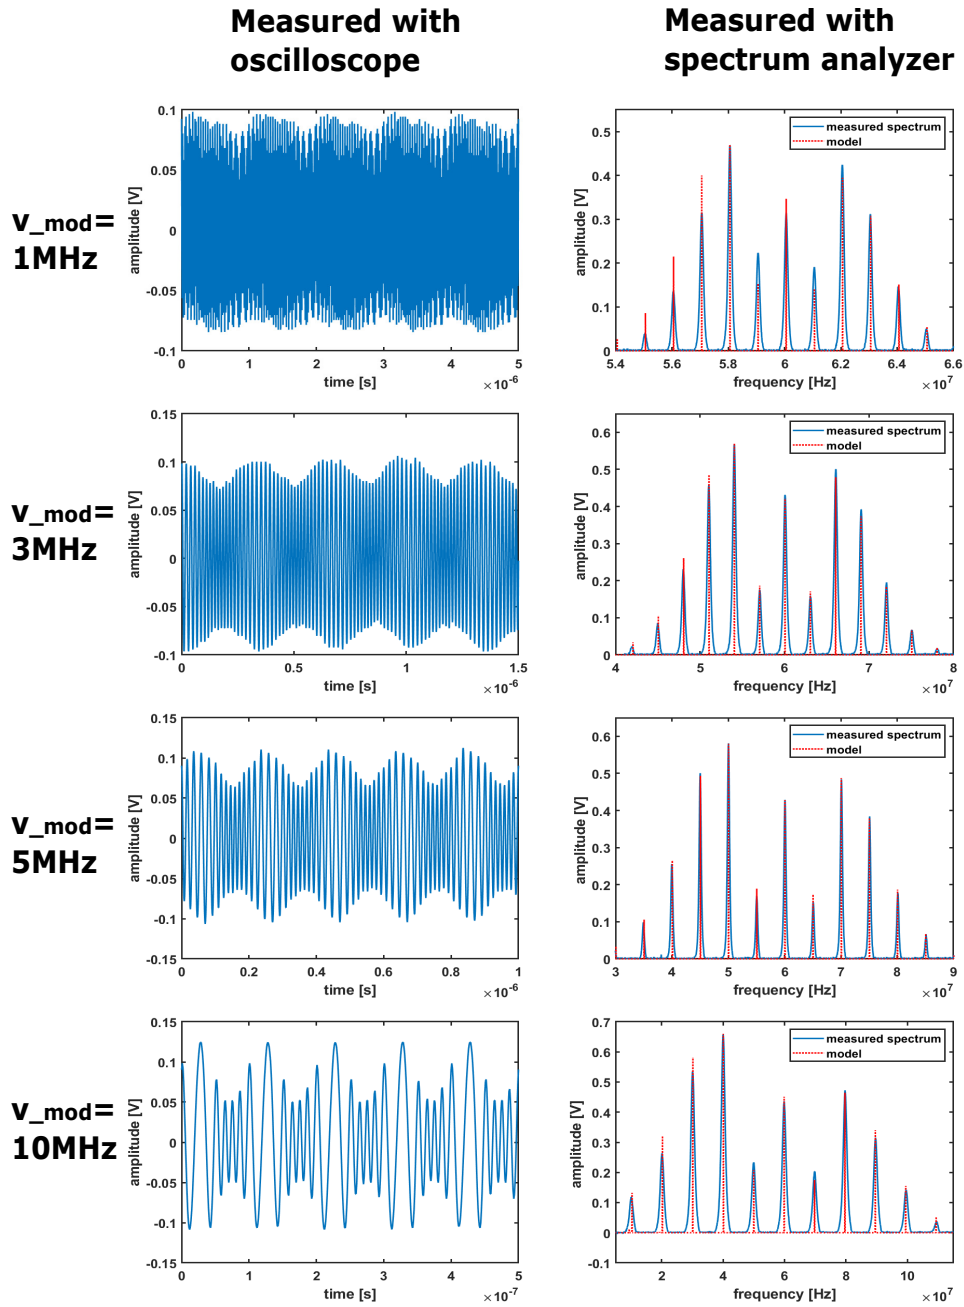 Measured with
oscilloscope
Measured with
spectrum analyzer
v_mod=
1MHz
amplitude [V]
0.1
0.05
0
-0.05
-0.1
0 1 2 3 4 5
time [s]
×10^-6
amplitude [V]
0.5
0.4
0.3
0.2
0.1
0
measured spectrum
model
5.4 5.6 5.8 6 6.2 6.4 6.6
frequency [Hz]
×10^7
v_mod=
3MHz
amplitude [V]
0.15
0.1
0.05
0
-0.05
-0.1
0 0.5 1 1.5
time [s]
×10^-6
amplitude [V]
0.6
0.5
0.4
0.3
0.2
0.1
0
measured spectrum
model
4 5 6 7 8
frequency [Hz]
×10^7
v_mod=
5MHz
amplitude [V]
0.15
0.1
0.05
0
-0.05
-0.1
-0.15
0 0.2 0.4 0.6 0.8 1
time [s]
×10^-6
amplitude [V]
0.6
0.5
0.4
0.3
0.2
0.1
0
measured spectrum
model
3 4 5 6 7 8 9
frequency [Hz]
×10^7
v_mod=
10MHz
amplitude [V]
0.15
0.1
0.05
0
-0.05
-0.1
-0.15
0 1 2 3 4 5
time [s]
×10^-7
amplitude [V]
0.7
0.6
0.5
0.4
0.3
0.2
0.1
0
-0.1
measured spectrum
model
2 4 6 8 10
frequency [Hz]
×10^7